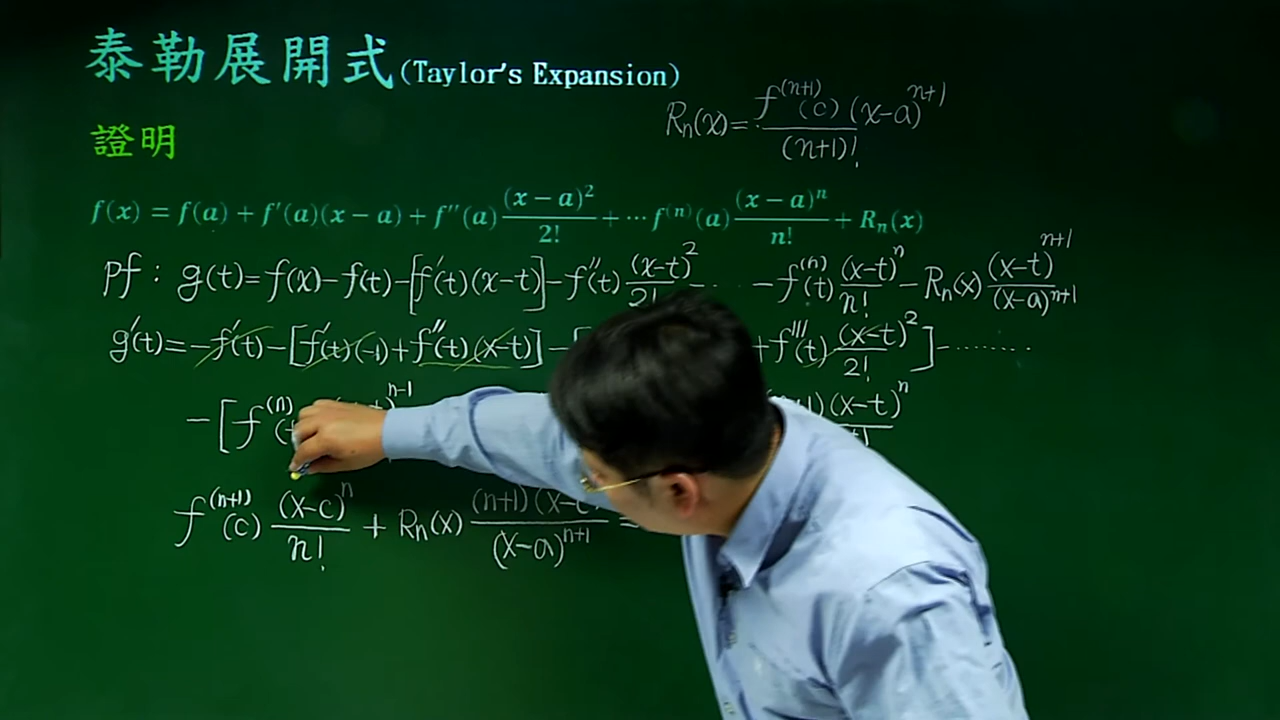 泰勒展開式(Taylor's Expansion)
Rₙ(x)=f⁽ⁿ⁺¹⁾(c)(x-a)ⁿ⁺¹/(n+1)!
證明
f(x) = f(a) + f′(a)(x − a) + f″(a) (x − a)²/2! + ⋯ f⁽ⁿ⁾(a) (x − a)ⁿ/n! + Rₙ(x)
pf : g(t)=f(x)-f(t)-[f′(t)(x-t)]-f″(t)(x-t)²/2!-⋯-f⁽ⁿ⁾(t)(x-t)ⁿ/n!-Rₙ(x)(x-t)ⁿ⁺¹/(x-a)ⁿ⁺¹
g′(t)=-f′(t)-[f′(t)(-1)+f″(t)(x-t)]-[ +f‴(t)(x-t)²/2!]-⋯⋯
-[f⁽ⁿ⁾(t n-1 )(x-t)ⁿ
f⁽ⁿ⁺¹⁾(c)(x-c)ⁿ/n!+Rₙ(x)(n+1)(x-c /(x-a)ⁿ⁺¹=